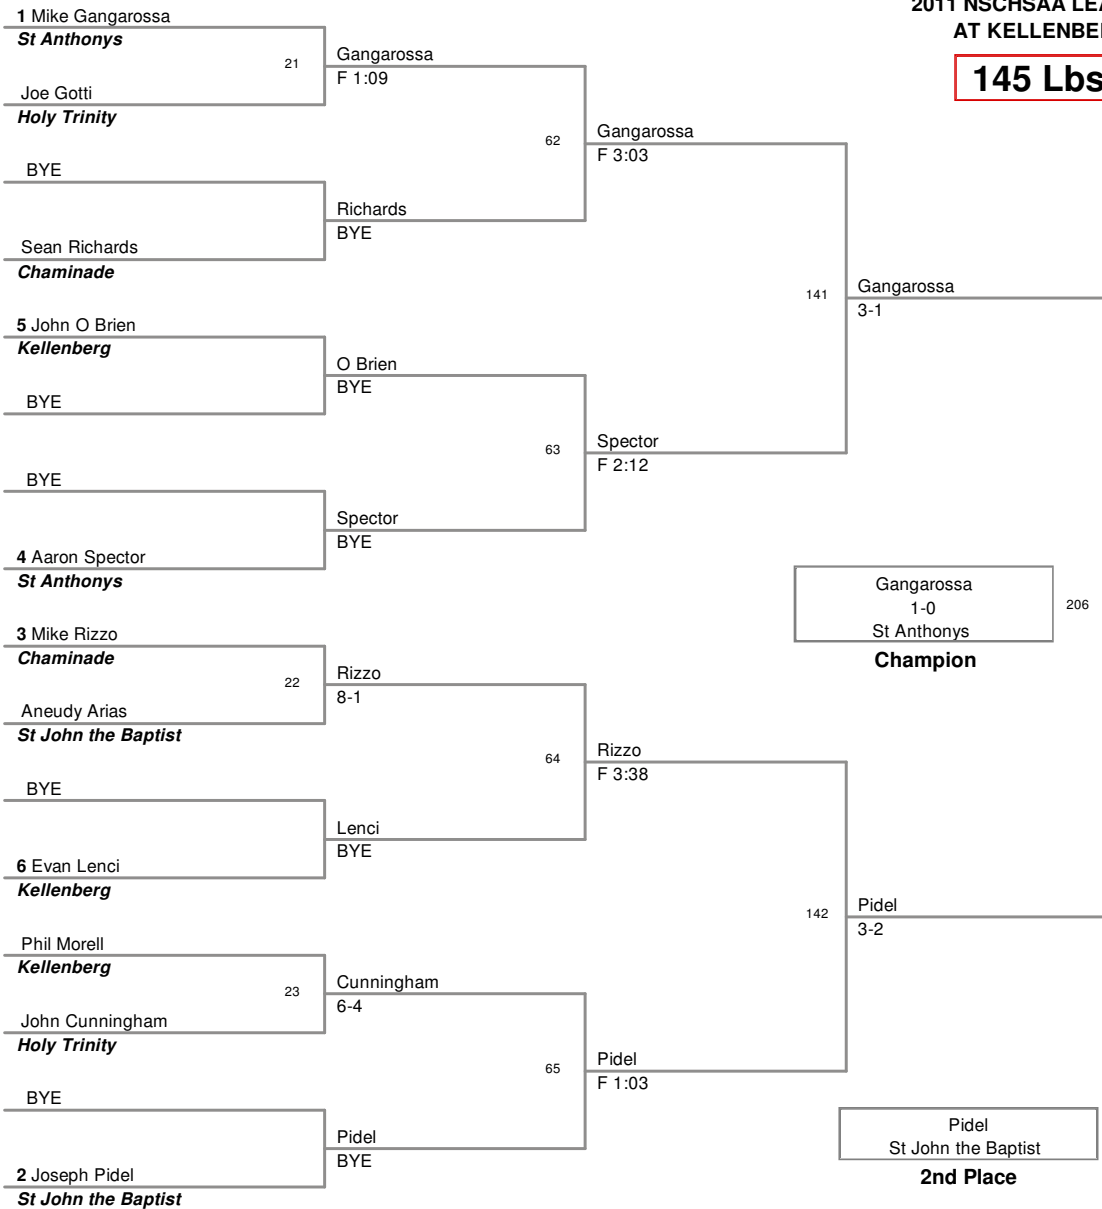 2011 NSCHSAA LEA
AT KELLENBE
145 Lbs
1 Mike Gangarossa
St Anthonys
21
Joe Gotti
Holy Trinity
Gangarossa
F 1:09
BYE
Sean Richards
Chaminade
Richards
BYE
62
Gangarossa
F 3:03
5 John O Brien
Kellenberg
BYE
O Brien
BYE
BYE
4 Aaron Spector
St Anthonys
Spector
BYE
63
Spector
F 2:12
141
Gangarossa
3-1
Gangarossa
1-0
St Anthonys
206
Champion
3 Mike Rizzo
Chaminade
22
Aneudy Arias
St John the Baptist
Rizzo
8-1
BYE
6 Evan Lenci
Kellenberg
Lenci
BYE
64
Rizzo
F 3:38
Phil Morell
Kellenberg
23
John Cunningham
Holy Trinity
Cunningham
6-4
BYE
2 Joseph Pidel
St John the Baptist
Pidel
BYE
65
Pidel
F 1:03
142
Pidel
3-2
Pidel
St John the Baptist
2nd Place